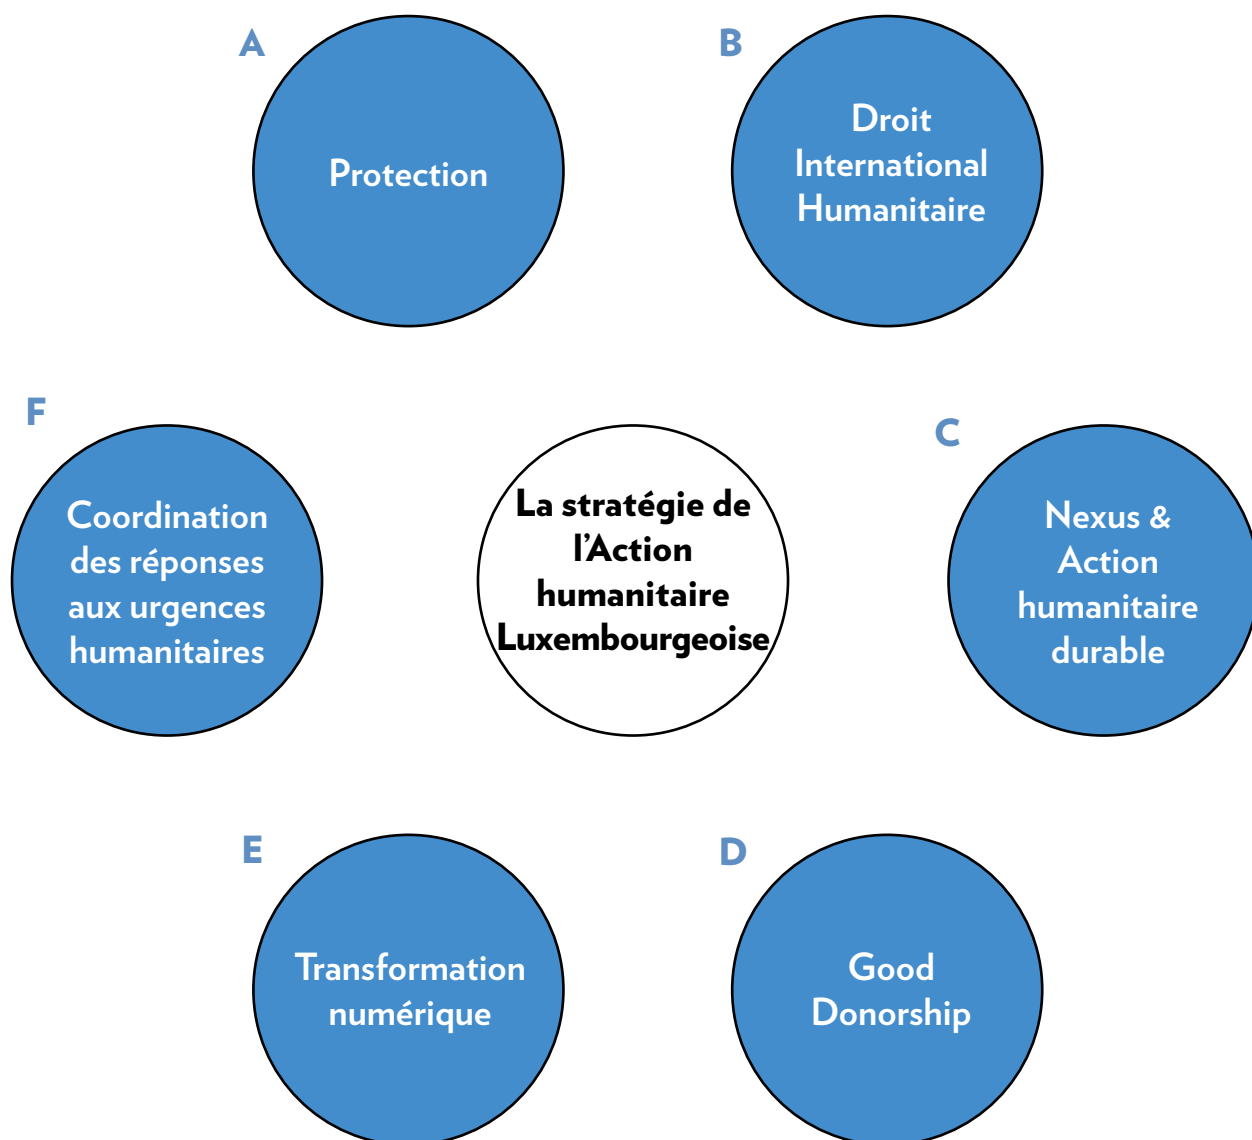 A
Protection
B
Droit
International
Humanitaire
F
Coordination
des réponses
aux urgences
humanitaires
La stratégie de
l’Action
humanitaire
Luxembourgeoise
C
Nexus &
Action
humanitaire
durable
E
Transformation
numérique
D
Good
Donorship